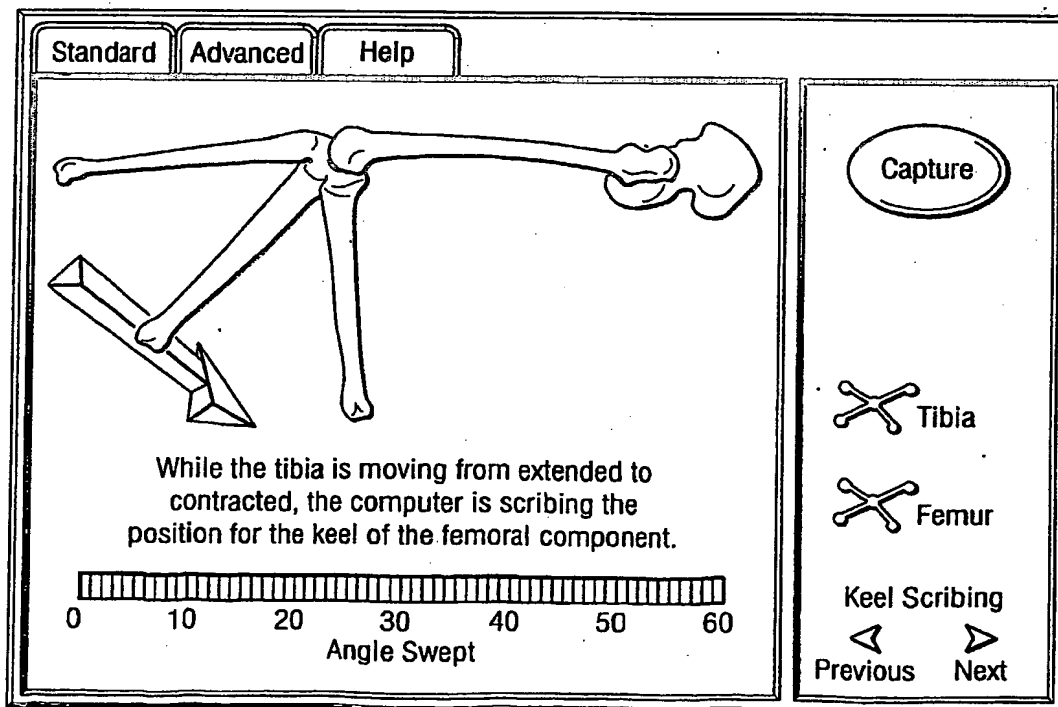 Standard
Advanced
Help
Capture
Tibia
Femur
While the tibia is moving from extended to
contracted, the computer is scribing the
position for the keel of the femoral component.
0 10 20 30 40 50 60
Angle Swept
Keel Scribing
Previous Next